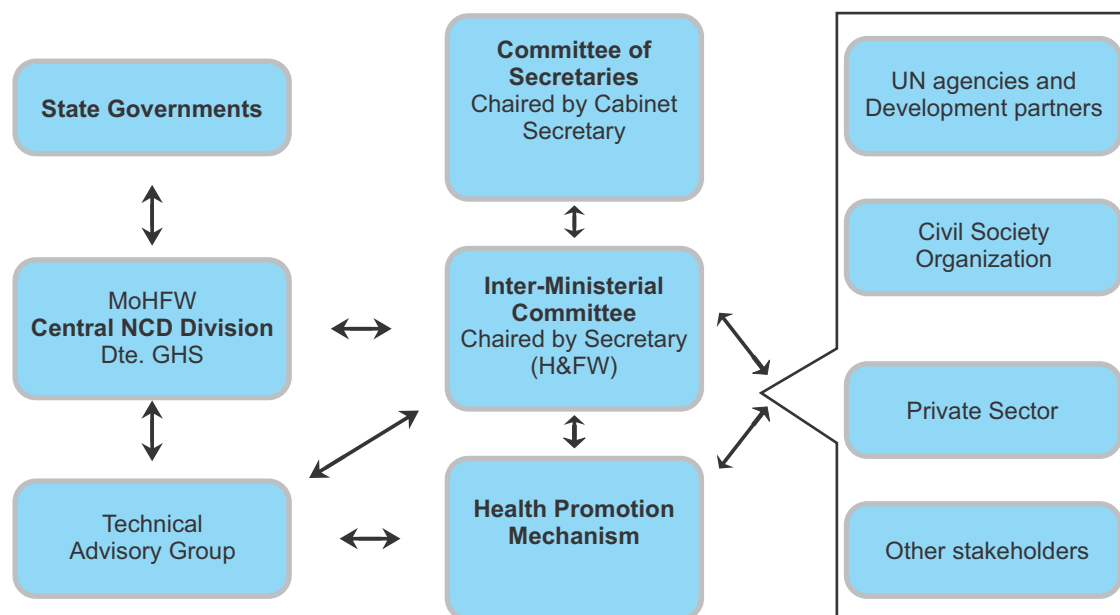 State Governments
MoHFW
Central NCD Division
Dte. GHS
Technical
Advisory Group
Committee of
Secretaries
Chaired by Cabinet
Secretary
Inter-Ministerial
Committee
Chaired by Secretary
(H&FW)
Health Promotion
Mechanism
UN agencies and
Development partners
Civil Society
Organization
Private Sector
Other stakeholders